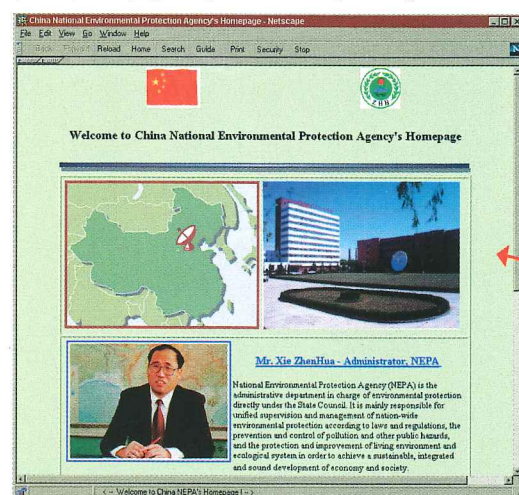 China National Environmental Protection Agency's Homepage - Netscape
File Edit View Go Window Help
Back Forward Reload Home Search Guide Print Security Stop
N
ZHB
Welcome to China National Environmental Protection Agency's Homepage
Mr. Xie ZhenHua - Administrator, NEPA
National Environmental Protection Agency (NEPA) is the
administrative department in charge of environmental protection
directly under the State Council. It is mainly responsible for
unified supervision and management of nation-wide
environmental protection according to laws and regulations, the
prevention and control of pollution and other public hazards,
and the protection and improvement of living environment and
ecological system in order to achieve a sustainable, integrated
and sound development of economy and society.
< -- Welcome to China NEPA's Homepage ! -- >